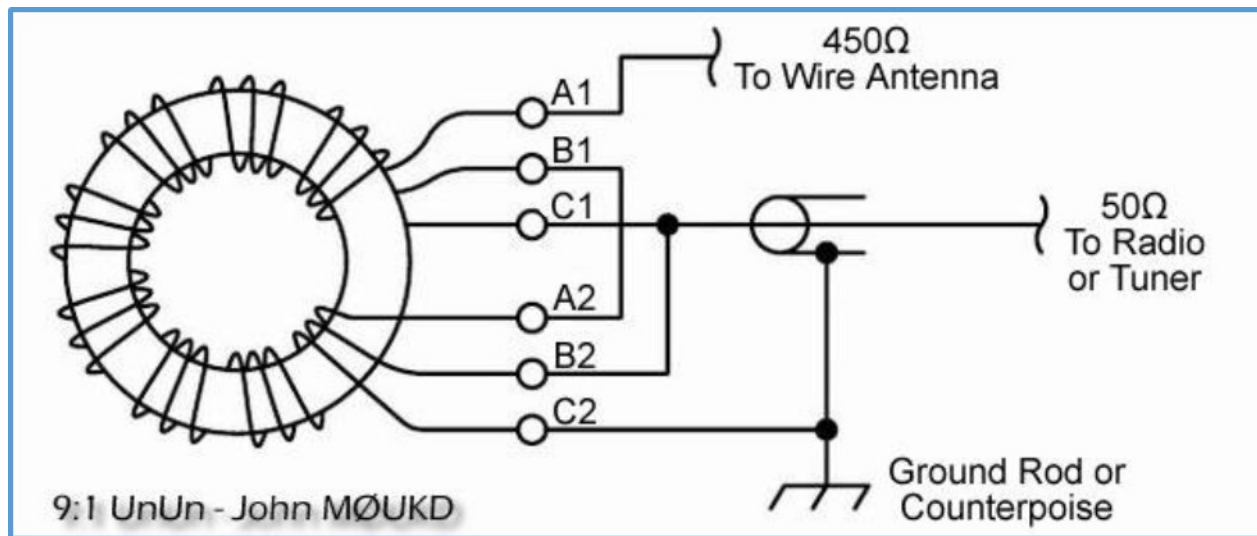 450Ω
To Wire Antenna
A1
B1
C1
50Ω
To Radio
or Tuner
A2
B2
C2
Ground Rod or
Counterpoise
9:1 UnUn - John MØUKD